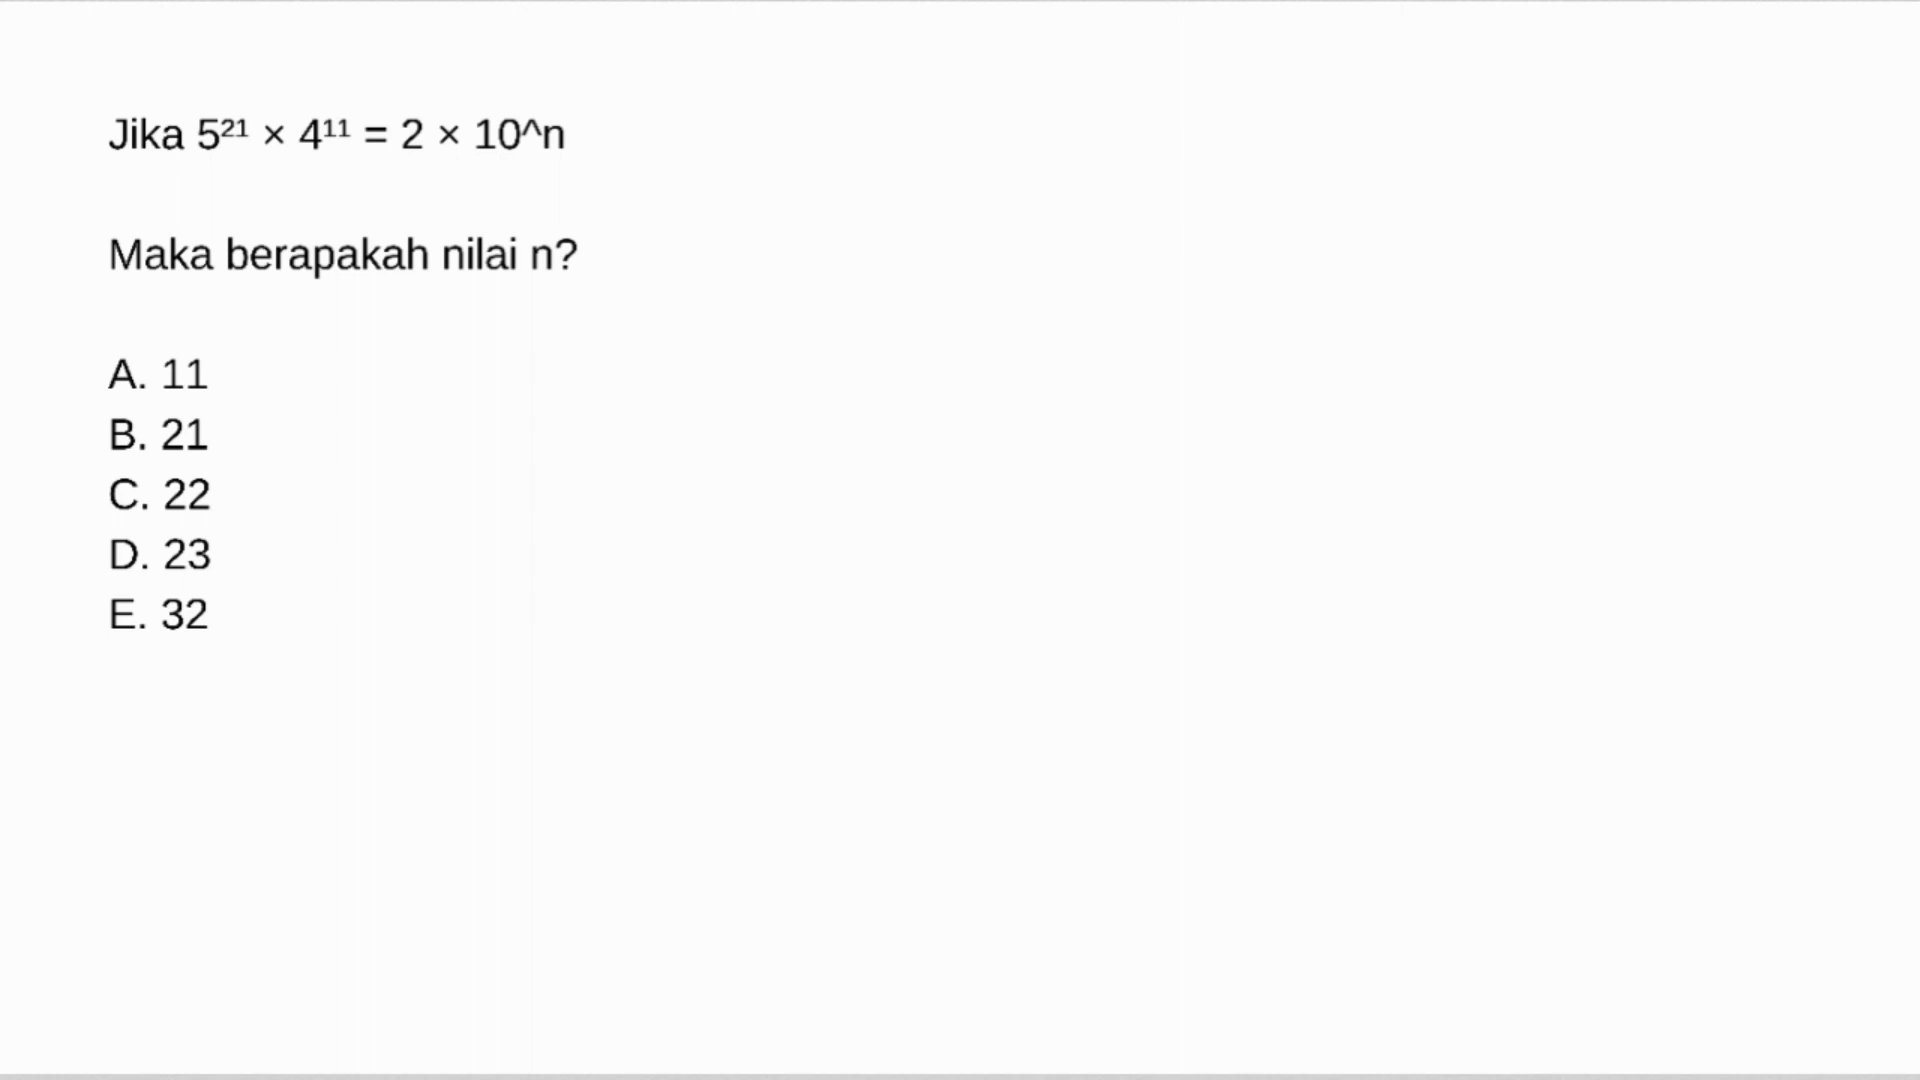 Jika 5²¹ × 4¹¹ = 2 × 10^n
Maka berapakah nilai n?
A. 11
B. 21
C. 22
D. 23
E. 32